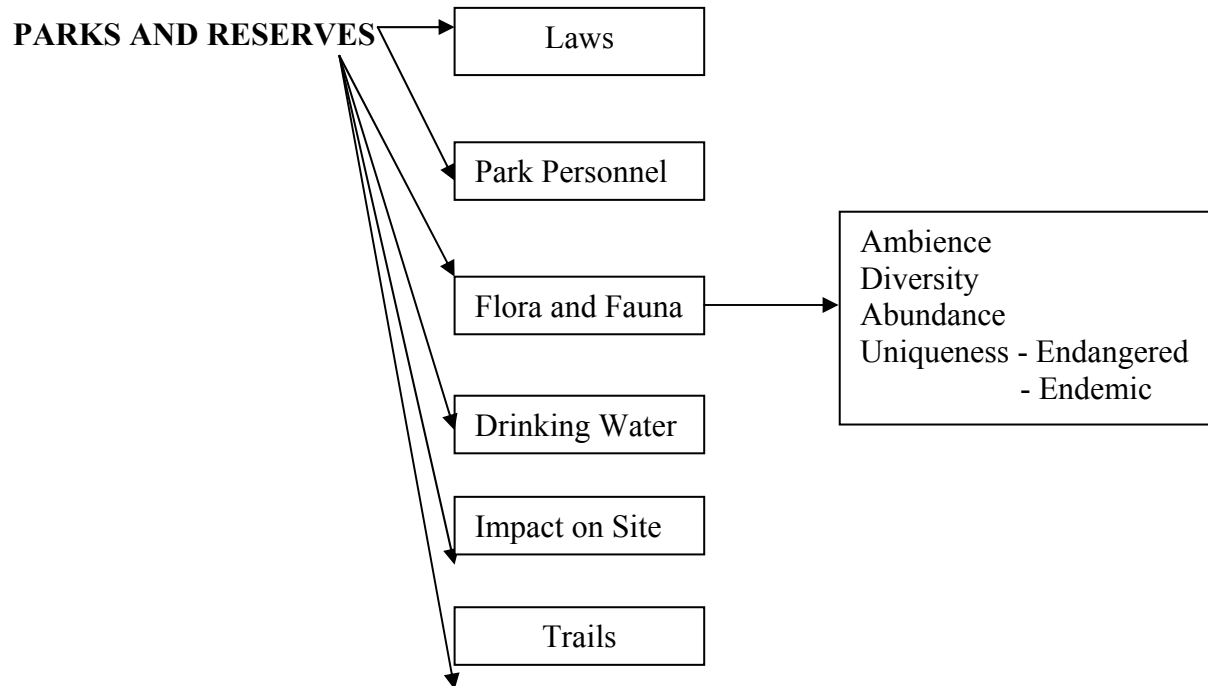 PARKS AND RESERVES
Laws
Park Personnel
Flora and Fauna
Ambience
Diversity
Abundance
Uniqueness - Endangered
- Endemic
Drinking Water
Impact on Site
Trails